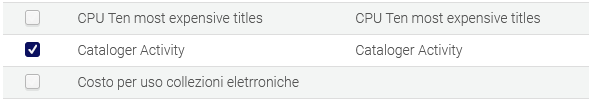 CPU Ten most expensive titles CPU Ten most expensive titles
Cataloger Activity Cataloger Activity
Costo per uso collezioni eletrroniche